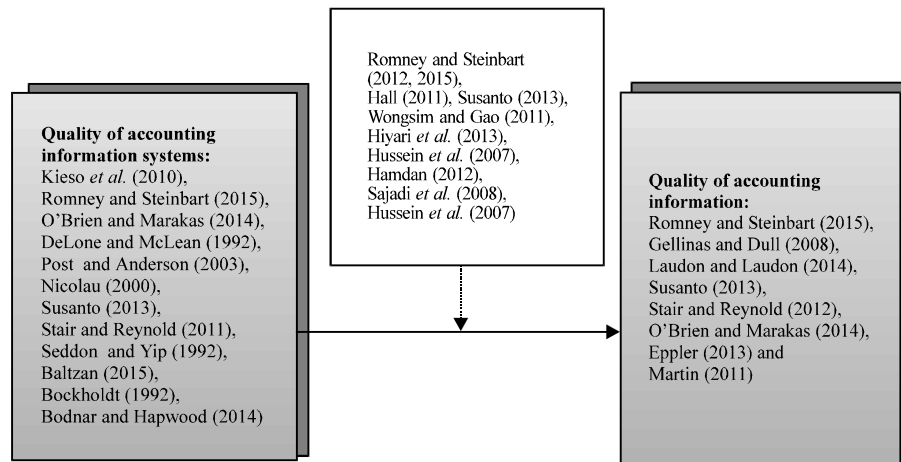 Quality of accounting
information systems:
Kieso et al. (2010),
Romney and Steinbart (2015),
O'Brien and Marakas (2014),
DeLone and McLean (1992),
Post and Anderson (2003),
Nicolau (2000),
Susanto (2013),
Stair and Reynold (2011),
Seddon and Yip (1992),
Baltzan (2015),
Bockholdt (1992),
Bodnar and Hapwood (2014)
Romney and Steinbart
(2012, 2015),
Hall (2011), Susanto (2013),
Wongsim and Gao (2011),
Hiyari et al. (2013),
Hussein et al. (2007),
Hamdan (2012),
Sajadi et al. (2008),
Hussein et al. (2007)
Quality of accounting
information:
Romney and Steinbart (2015),
Gellinas and Dull (2008),
Laudon and Laudon (2014),
Susanto (2013),
Stair and Reynold (2012),
O'Brien and Marakas (2014),
Eppler (2013) and
Martin (2011)